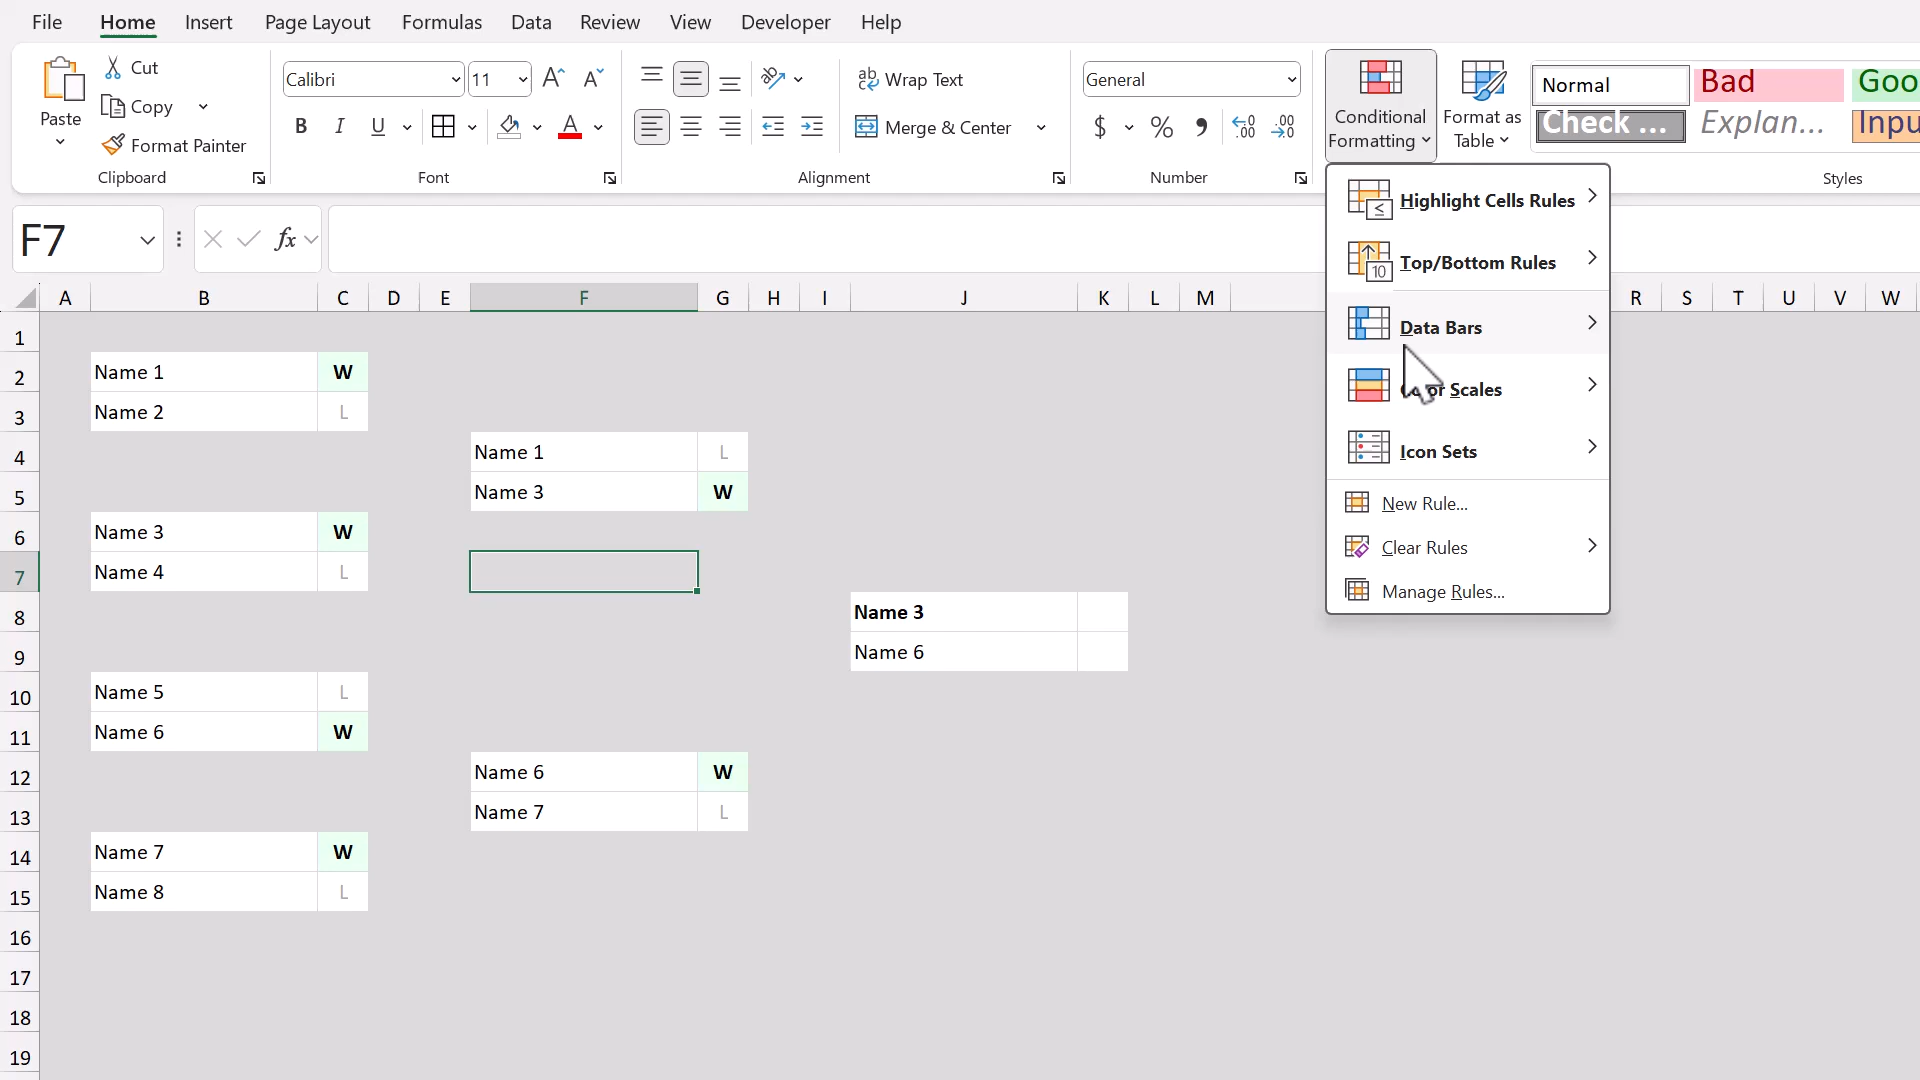 File Home Insert Page Layout Formulas Data Review View Developer Help
Paste
Cut
Copy
Format Painter
Clipboard
Calibri 11
B I U
Font
Wrap Text
Merge & Center
Alignment
General
$ %
Number
Conditional
Formatting
Format as
Table
Normal Bad Goo
Check ... Explan... Inpu
Styles
F7
fx
A B C D E F G H I J K L M R S T U V W
1
2 Name 1 W
3 Name 2 L
4 Name 1 L
5 Name 3 W
6 Name 3 W
7 Name 4 L
8 Name 3
9 Name 6
10 Name 5 L
11 Name 6 W
12 Name 6 W
13 Name 7 L
14 Name 7 W
15 Name 8 L
16
17
18
19
Highlight Cells Rules
Top/Bottom Rules
10
Data Bars
Scales
Icon Sets
New Rule...
Clear Rules
Manage Rules...